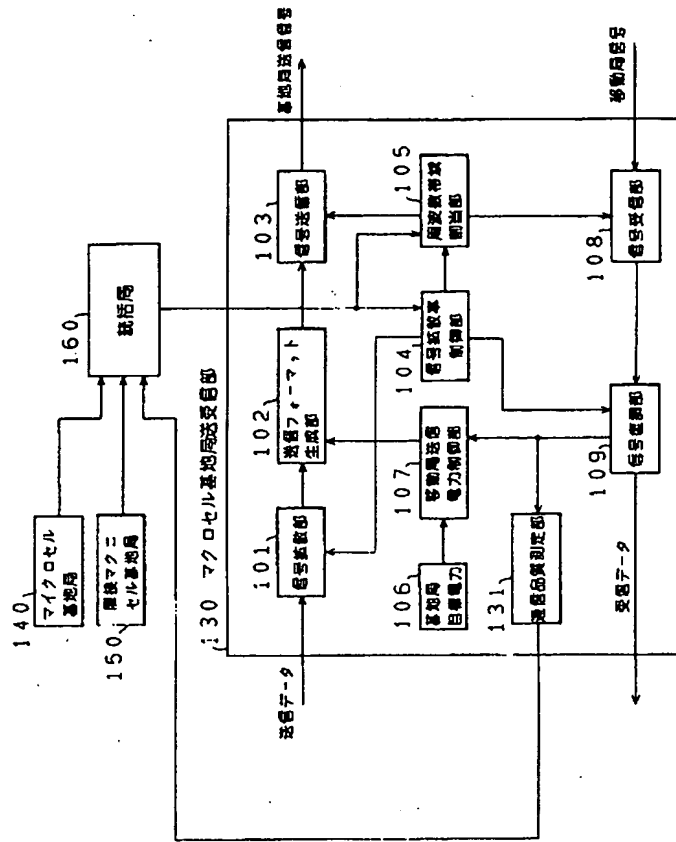 140
マイクロセル
基地局
150
隣接マクニ
セル基地局
160
統括局
130 マクロセル基地局送受信部
送信データ
101
信号拡散部
102
送信フォーマット
生成部
103
信号送信部
基地局送信信号
104
信号拡散率
制御部
105
周波数帯域
割当部
106
基地局
目標電力
107
移動局送信
電力制御部
131
通信品質測定部
109
信号復調部
108
信号受信部
受信データ
移動局信号